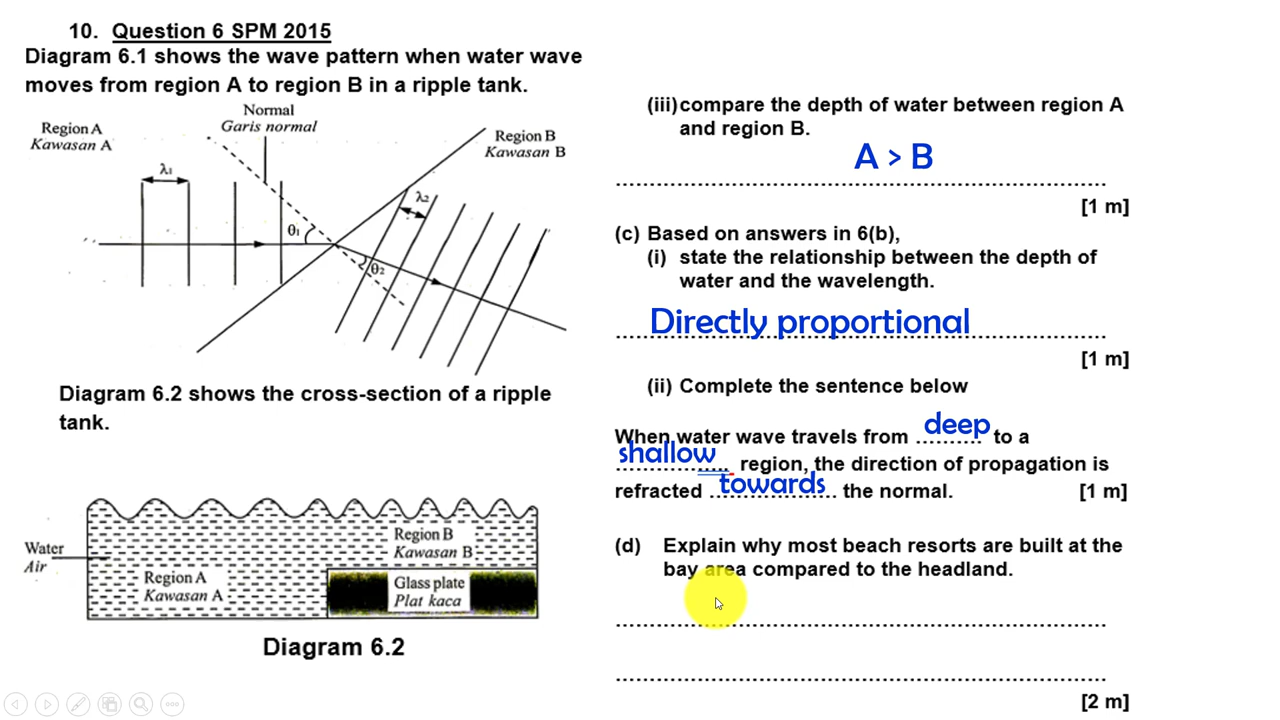 10. Question 6 SPM 2015
Diagram 6.1 shows the wave pattern when water wave
moves from region A to region B in a ripple tank.
Normal
Garis normal
Region A
Kawasan A
Region B
Kawasan B
λ1
λ2
θ1
θ2
Diagram 6.2 shows the cross-section of a ripple
tank.
Water
Air
Region A
Kawasan A
Region B
Kawasan B
Glass plate
Plat kaca
Diagram 6.2
(iii) compare the depth of water between region A
and region B.
A > B
[1 m]
(c) Based on answers in 6(b),
(i) state the relationship between the depth of
water and the wavelength.
Directly proportional
[1 m]
(ii) Complete the sentence below
When water wave travels from deep to a
shallow region, the direction of propagation is
refracted towards the normal. [1 m]
(d) Explain why most beach resorts are built at the
bay area compared to the headland.
[2 m]